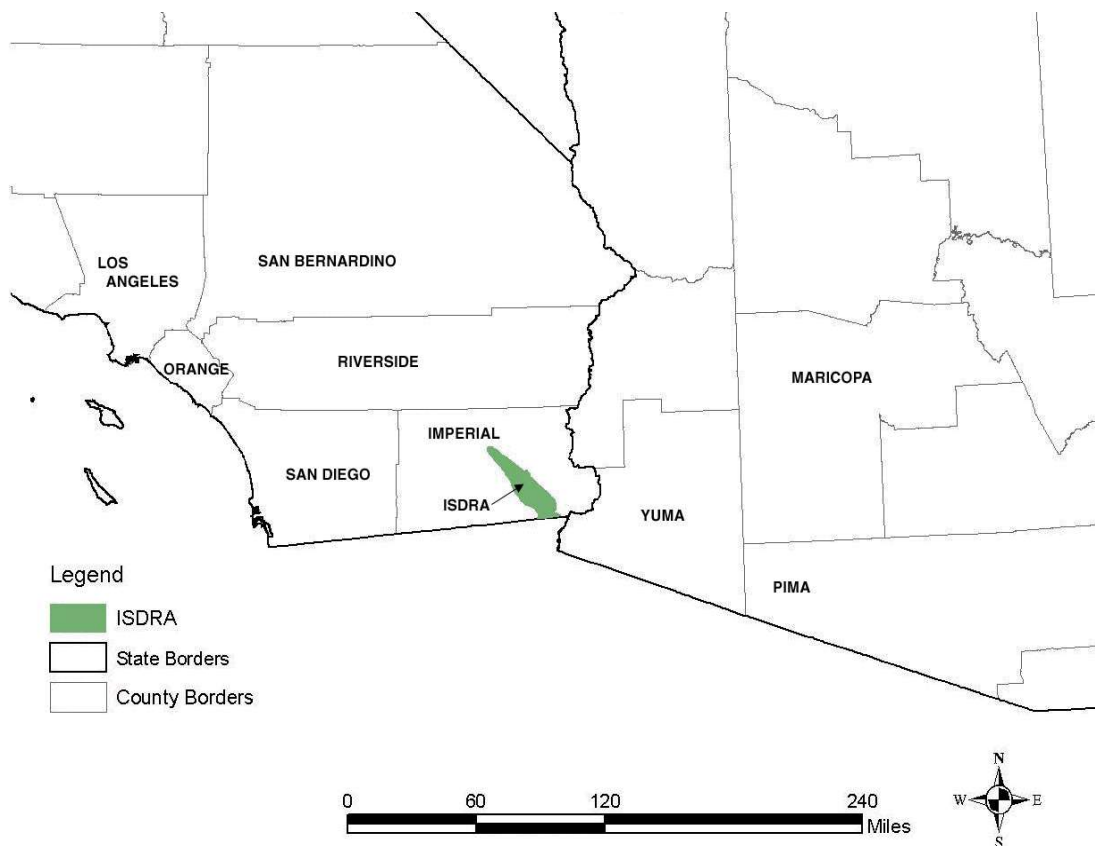 LOS
ANGELES
SAN BERNARDINO
ORANGE
RIVERSIDE
MARICOPA
IMPERIAL
SAN DIEGO
ISDRA
YUMA
PIMA
Legend
ISDRA
State Borders
County Borders
N
W E
S
0 60 120 240
Miles